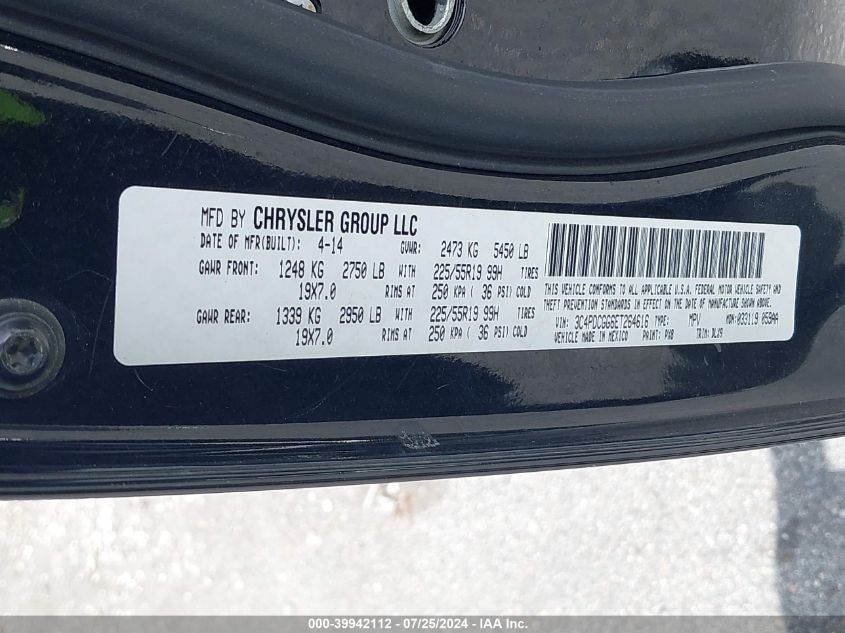 MFD BY CHRYSLER GROUP LLC
DATE OF MFR(BUILT): 4-14 GVWR: 2473 KG 5450 LB
GAWR FRONT: 1248 KG 2750 LB WITH 225/55R19 99H TIRES
19X7.0 RIMS AT 250 KPA ( 36 PSI) COLD
GAWR REAR: 1339 KG 2950 LB WITH 225/55R19 99H TIRES
19X7.0 RIMS AT 250 KPA ( 36 PSI) COLD
THIS VEHICLE CONFORMS TO ALL APPLICABLE U.S.A. FEDERAL MOTOR VEHICLE SAFETY AND
THEFT PREVENTION STANDARDS IN EFFECT ON THE DATE OF MANUFACTURE SHOWN ABOVE.
VIN: 3C4PDCGG6ET264616 TYPE: MPV MDH: 033119 059AA
VEHICLE MADE IN MEXICO PAINT: PXR TRIM: DLX9
000-39942112 - 07/25/2024 - IAA Inc.